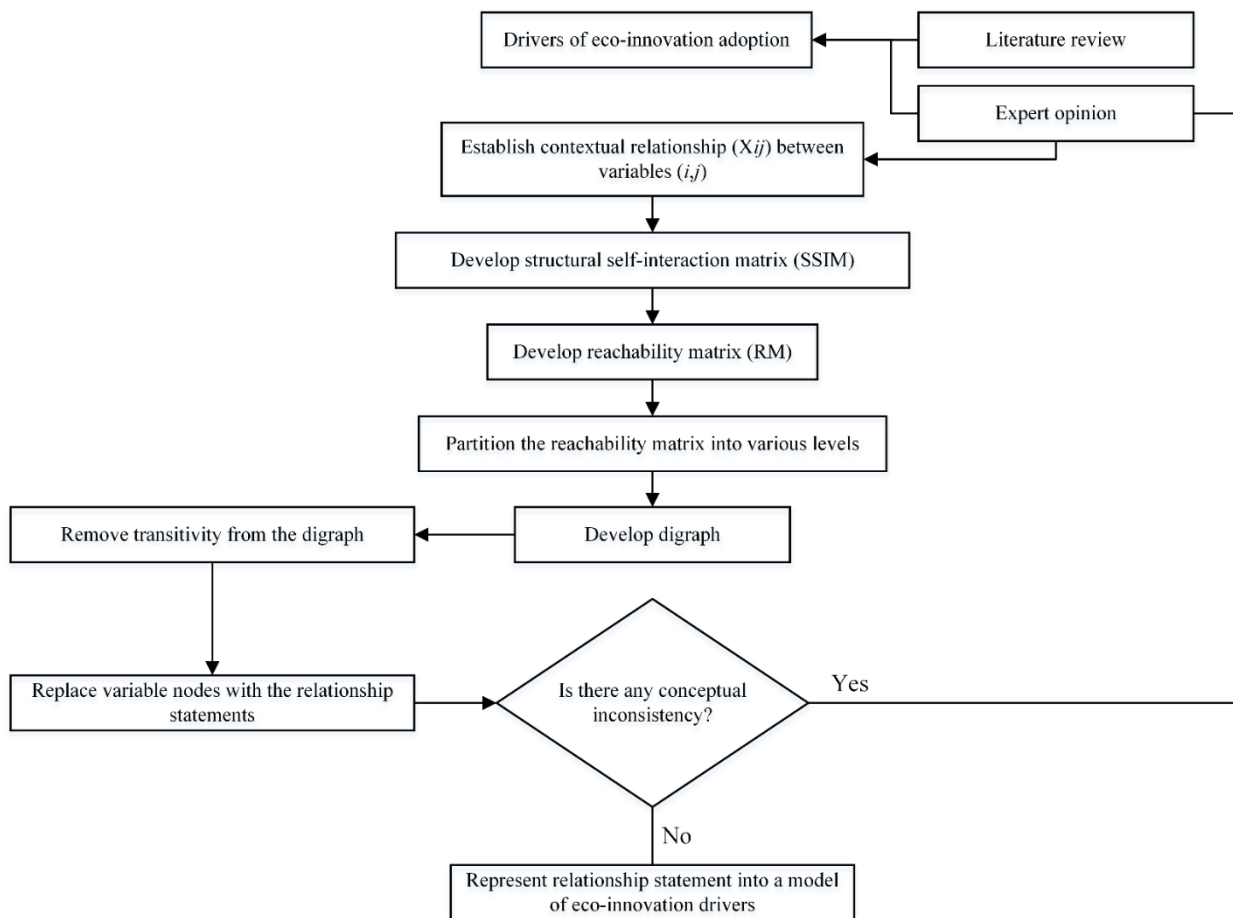 Drivers of eco-innovation adoption
Literature review
Expert opinion
Establish contextual relationship (Xij) between
variables (i,j)
Develop structural self-interaction matrix (SSIM)
Develop reachability matrix (RM)
Partition the reachability matrix into various levels
Remove transitivity from the digraph
Develop digraph
Replace variable nodes with the relationship
statements
Is there any conceptual
inconsistency?
Yes
No
Represent relationship statement into a model
of eco-innovation drivers